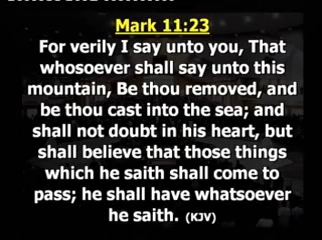 Mark 11:23
For verily I say unto you, That
whosoever shall say unto this
mountain, Be thou removed, and
be thou cast into the sea; and
shall not doubt in his heart, but
shall believe that those things
which he saith shall come to
pass; he shall have whatsoever
he saith. (KJV)